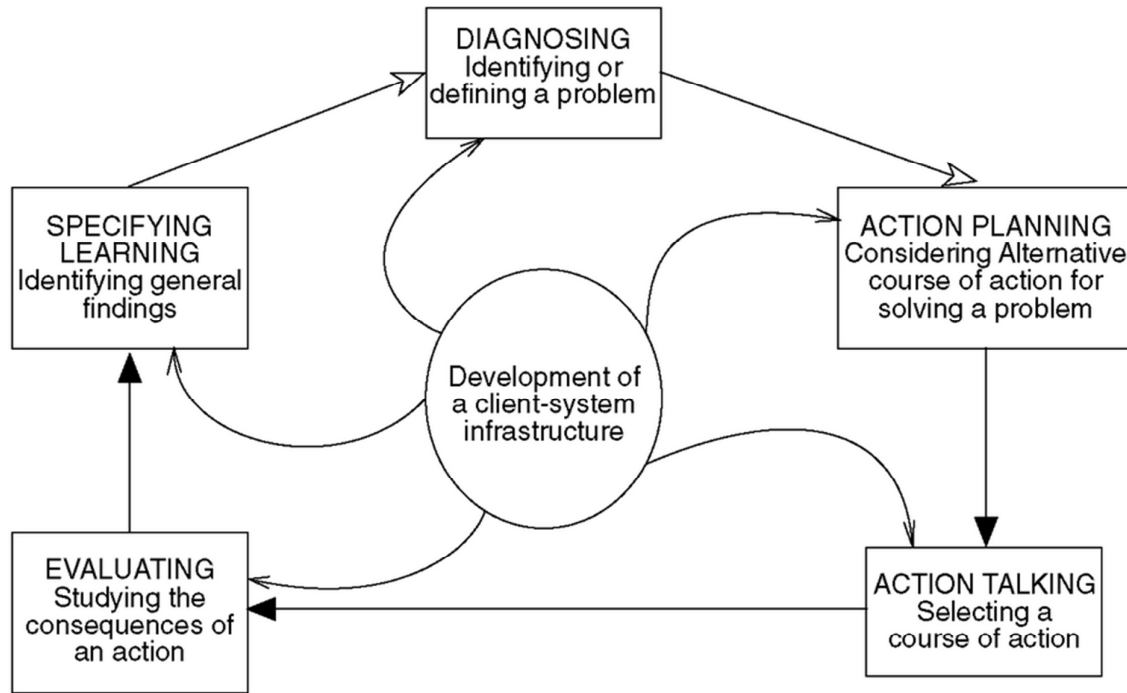 DIAGNOSING
Identifying or
defining a problem
ACTION PLANNING
Considering Alternative
course of action for
solving a problem
ACTION TALKING
Selecting a
course of action
EVALUATING
Studying the
consequences of
an action
SPECIFYING
LEARNING
Identifying general
findings
Development of
a client-system
infrastructure